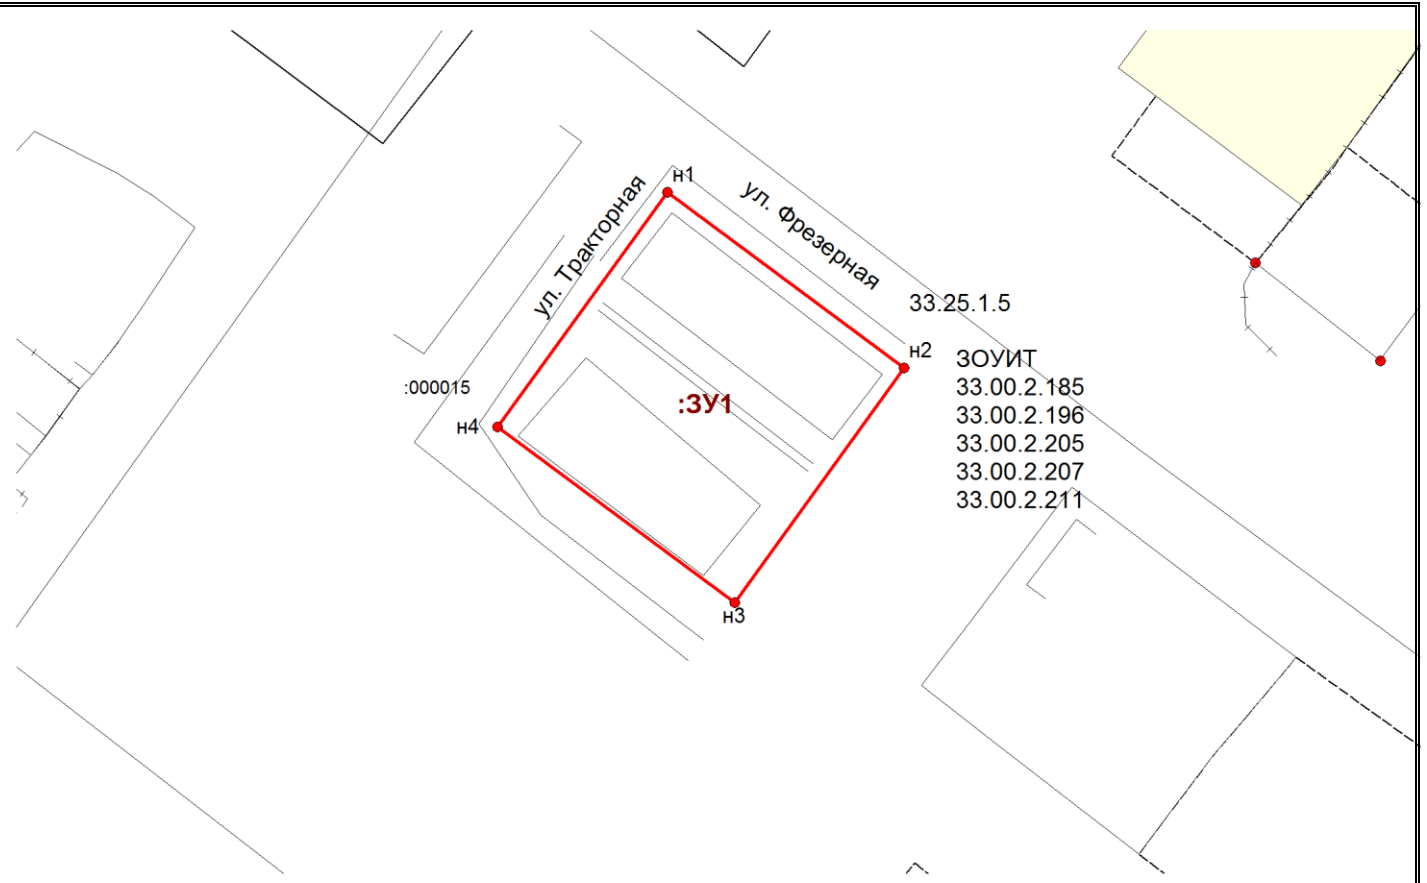 н1
ул. Тракторная
ул. Фрезерная
33.25.1.5
н2
ЗОУИТ
33.00.2.185
33.00.2.196
33.00.2.205
33.00.2.207
33.00.2.211
:000015
:ЗУ1
н4
н3